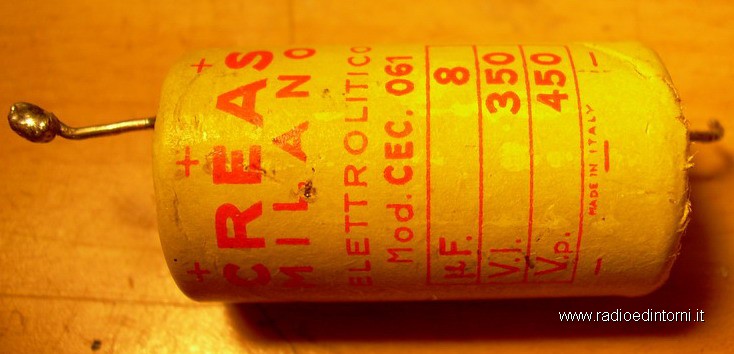 + + +
CREAS
MILANO
ELETTROLITICO
Mod. CEC. 061
µF. 8
V.l. 350
V.p. 450
MADE IN ITALY
– – –
www.radioedintorni.it